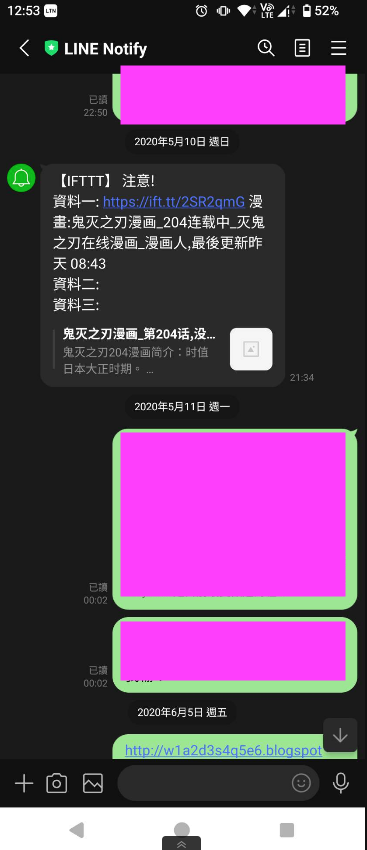 12:53 LTN VoLTE 52%
LINE Notify
已讀
22:50
2020年5月10日 週日
【IFTTT】 注意!
資料一: https://ift.tt/2SR2qmG 漫
畫:鬼灭之刃漫画_204连载中_灭鬼
之刃在线漫画_漫画人,最後更新昨
天 08:43
資料二:
資料三:
鬼灭之刃漫画_第204话,没...
鬼灭之刃204漫画简介：时值
日本大正时期。 ...
21:34
2020年5月11日 週一
已讀
00:02
已讀
00:02
2020年6月5日 週五
http://w1a2d3s4q5e6.blogspot